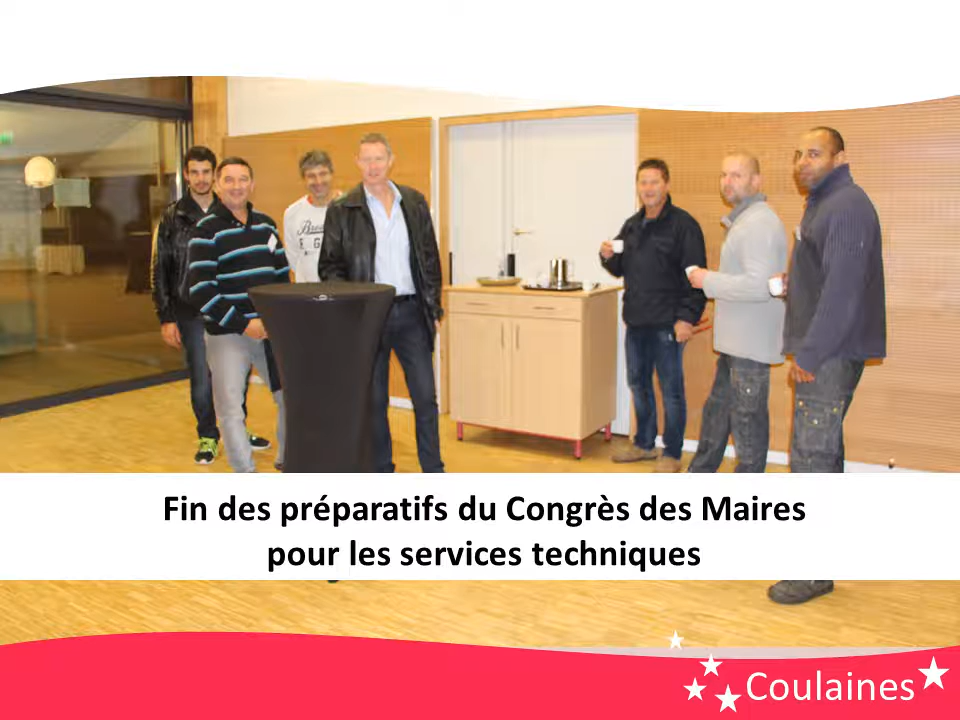 Fin des préparatifs du Congrès des Maires
pour les services techniques
Coulaines